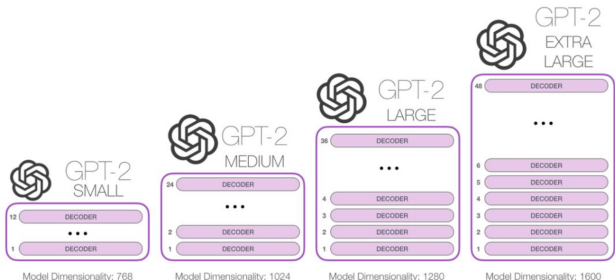 GPT-2
SMALL
12 DECODER
...
1 DECODER
Model Dimensionality: 768
GPT-2
MEDIUM
24 DECODER
...
2 DECODER
1 DECODER
Model Dimensionality: 1024
GPT-2
LARGE
36 DECODER
...
4 DECODER
3 DECODER
2 DECODER
1 DECODER
Model Dimensionality: 1280
GPT-2
EXTRA
LARGE
48 DECODER
...
6 DECODER
5 DECODER
4 DECODER
3 DECODER
2 DECODER
1 DECODER
Model Dimensionality: 1600